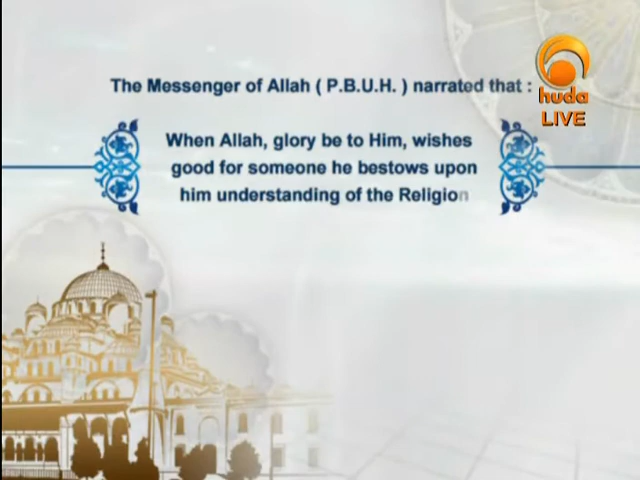 The Messenger of Allah ( P.B.U.H. ) narrated that :
When Allah, glory be to Him, wishes
good for someone he bestows upon
him understanding of the Religion
huda
LIVE